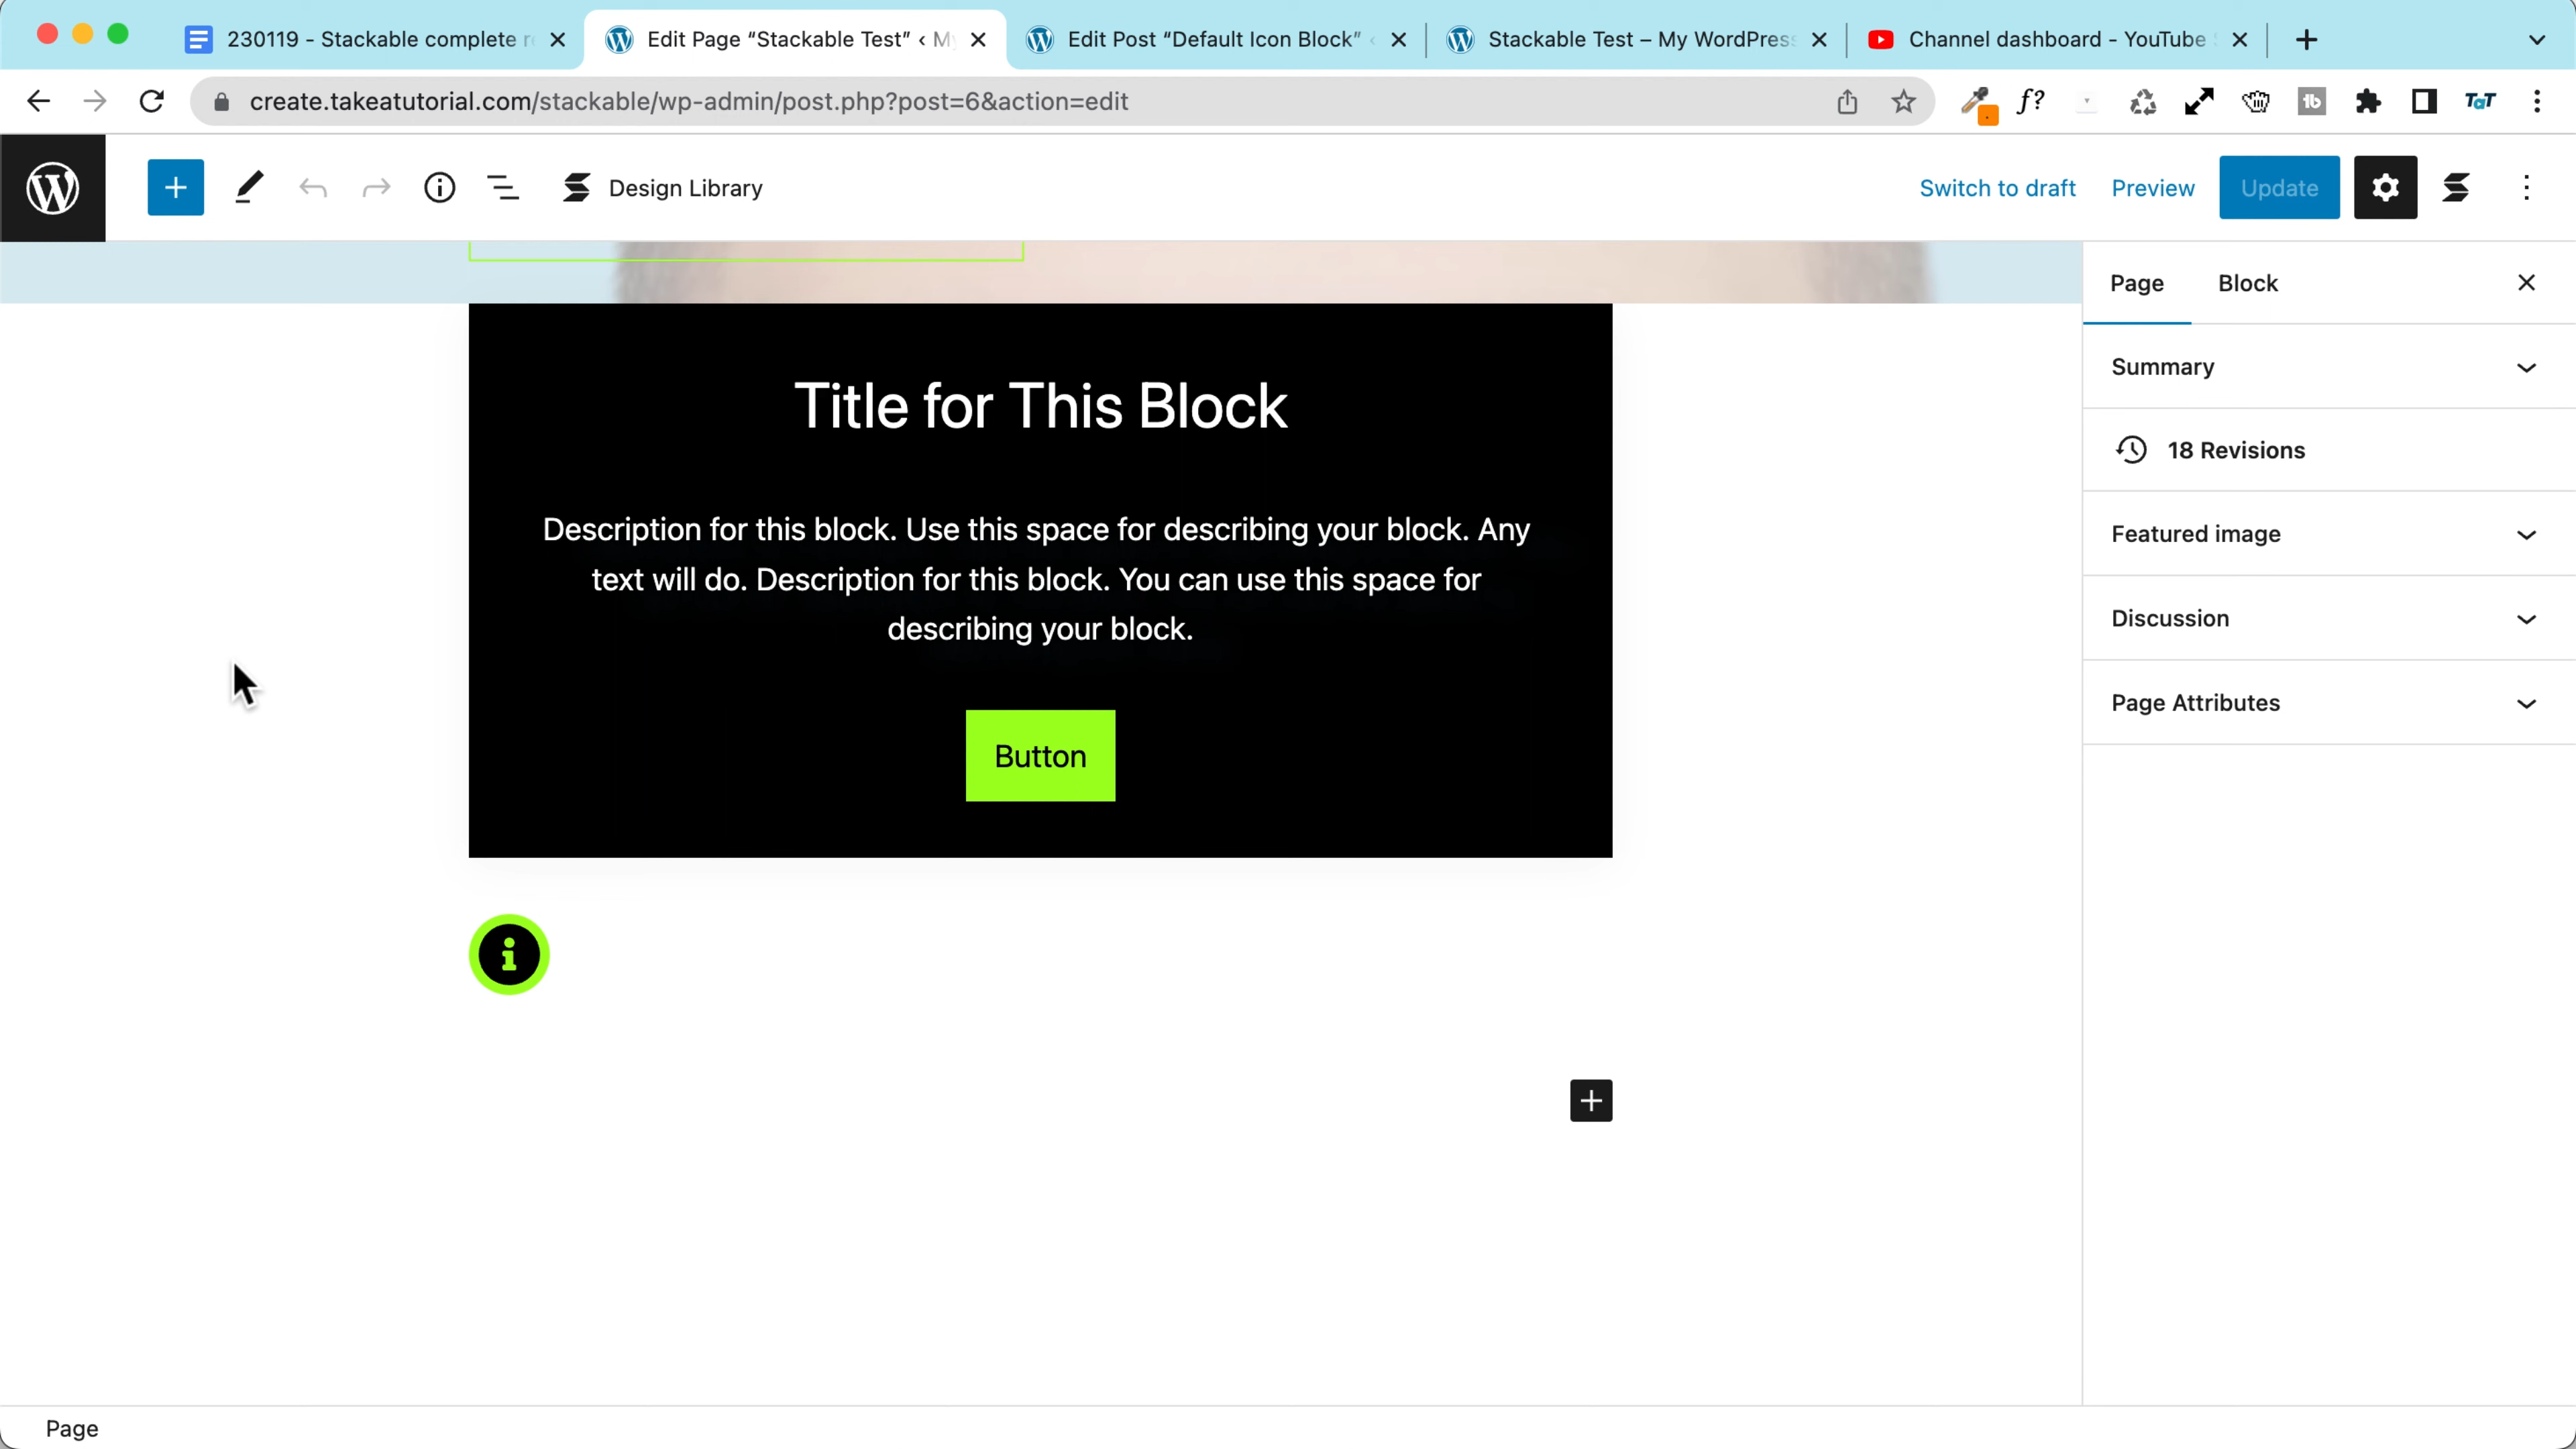 230119 - Stackable complete r
Edit Page “Stackable Test” ‹ My
Edit Post “Default Icon Block” ‹
Stackable Test – My WordPress
Channel dashboard - YouTube
create.takeatutorial.com/stackable/wp-admin/post.php?post=6&action=edit
f?
tb
TaT
Design Library
Switch to draft
Preview
Update
Page
Block
Summary
18 Revisions
Featured image
Discussion
Page Attributes
Title for This Block
Description for this block. Use this space for describing your block. Any
text will do. Description for this block. You can use this space for
describing your block.
Button
Page